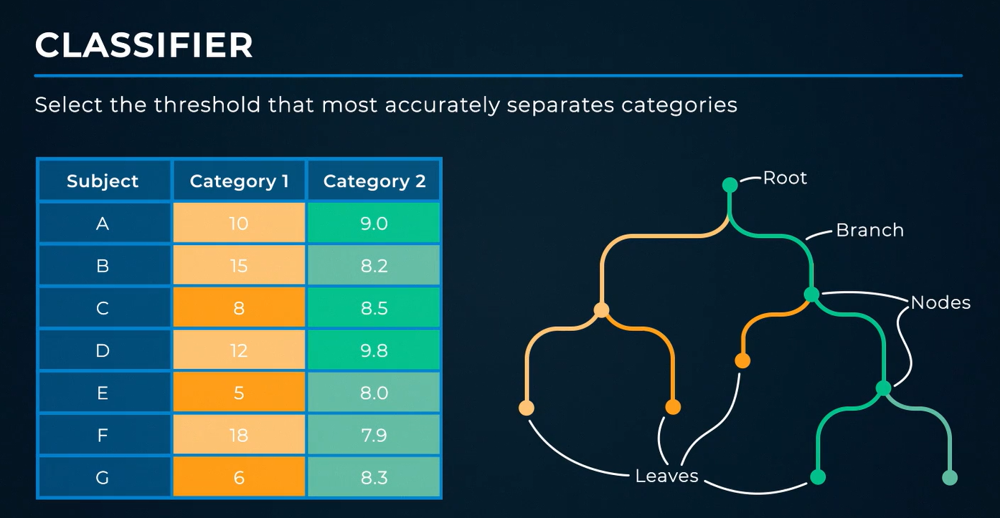 CLASSIFIER
Select the threshold that most accurately separates categories
Subject Category 1 Category 2
A 10 9.0
B 15 8.2
C 8 8.5
D 12 9.8
E 5 8.0
F 18 7.9
G 6 8.3
Root
Branch
Nodes
Leaves